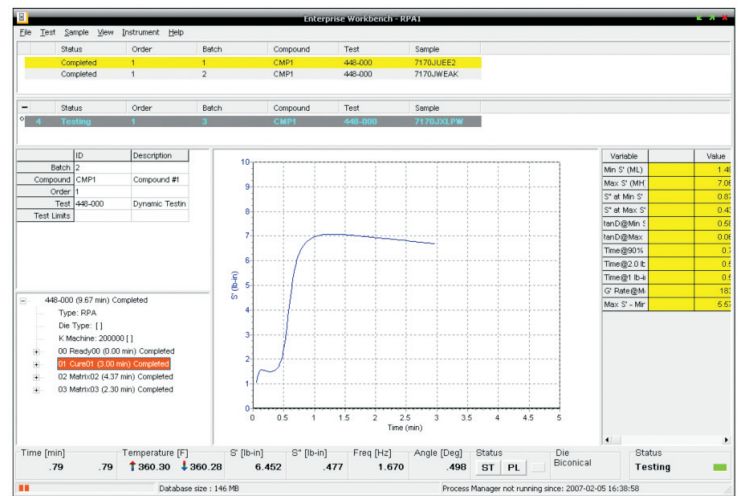 Enterprise Workbench - RPA1
File Test Sample View Instrument Help
Status Order Batch Compound Test Sample
Completed 1 1 CMP1 448-000 7170JUEE2
Completed 1 2 CMP1 448-000 7170JWEAK
Status Order Batch Compound Test Sample
4 Testing 1 3 CMP1 448-000 7170JXLPW
ID Description
Batch 2
Compound CMP1 Compound #1
Order 1
Test 448-000 Dynamic Testin
Test Limits
448-000 (9.67 min) Completed
Type: RPA
Die Type: [ ]
K Machine: 200000 [ ]
00 Ready00 (0.00 min) Completed
01 Cure01 (3.00 min) Completed
02 Matrix02 (4.37 min) Completed
03 Matrix03 (2.30 min) Completed
10
9
8
7
6
5
4
3
2
1
0
S' (lb-in)
0 0.5 1 1.5 2 2.5 3 3.5 4 4.5 5
Time (min)
Variable Value
Min S' (ML) 1.4
Max S' (MH) 7.0
S" at Min S' 0.8
S" at Max S' 0.4
tanD@Min S 0.5
tanD@Max 0.0
Time@90% 0.
Time@2.0 lb 0.
Time@1 lb-i 0.
G' Rate@M 18
Max S' - Mir 5.5
Time [min] Temperature [F] S' [lb-in] S" [lb-in] Freq [Hz] Angle [Deg] Status Die Status
.79 .79 360.30 360.28 6.452 .477 1.670 .498 ST PL Biconical Testing
Database size : 146 MB Process Manager not running since: 2007-02-05 16:38:58